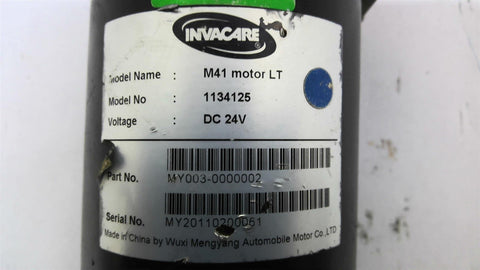 INVACARE
Model Name : M41 motor LT
Model No : 1134125
Voltage : DC 24V
Part No. MY003-0000002
Serial No. MY20110200061
Made in China by Wuxi Mengyang Automobile Motor Co.,LTD